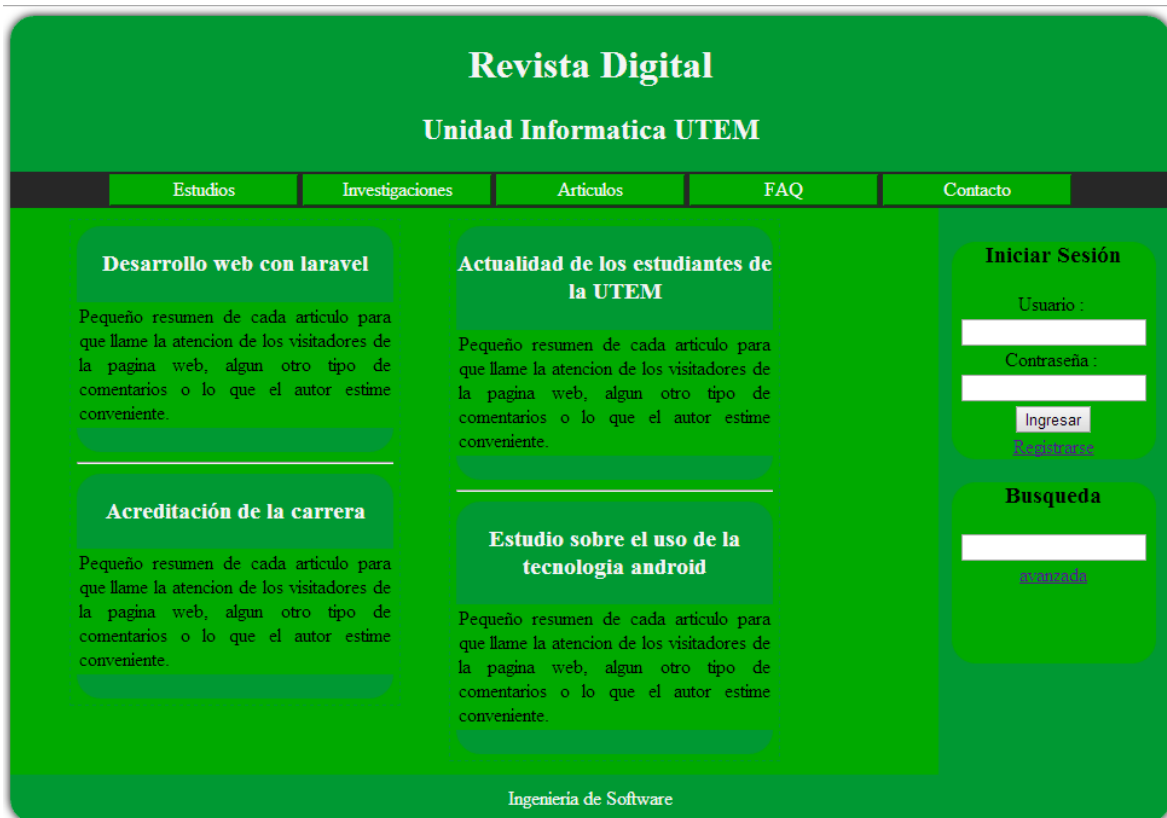 Revista Digital
Unidad Informatica UTEM
Estudios
Investigaciones
Articulos
FAQ
Contacto
Desarrollo web con laravel
Pequeño resumen de cada articulo para
que llame la atencion de los visitadores de
la pagina web, algun otro tipo de
comentarios o lo que el autor estime
conveniente.
Acreditación de la carrera
Pequeño resumen de cada articulo para
que llame la atencion de los visitadores de
la pagina web, algun otro tipo de
comentarios o lo que el autor estime
conveniente.
Actualidad de los estudiantes de
la UTEM
Pequeño resumen de cada articulo para
que llame la atencion de los visitadores de
la pagina web, algun otro tipo de
comentarios o lo que el autor estime
conveniente.
Estudio sobre el uso de la
tecnologia android
Pequeño resumen de cada articulo para
que llame la atencion de los visitadores de
la pagina web, algun otro tipo de
comentarios o lo que el autor estime
conveniente.
Iniciar Sesión
Usuario :
Contraseña :
Ingresar
Registrarse
Busqueda
avanzada
Ingenieria de Software